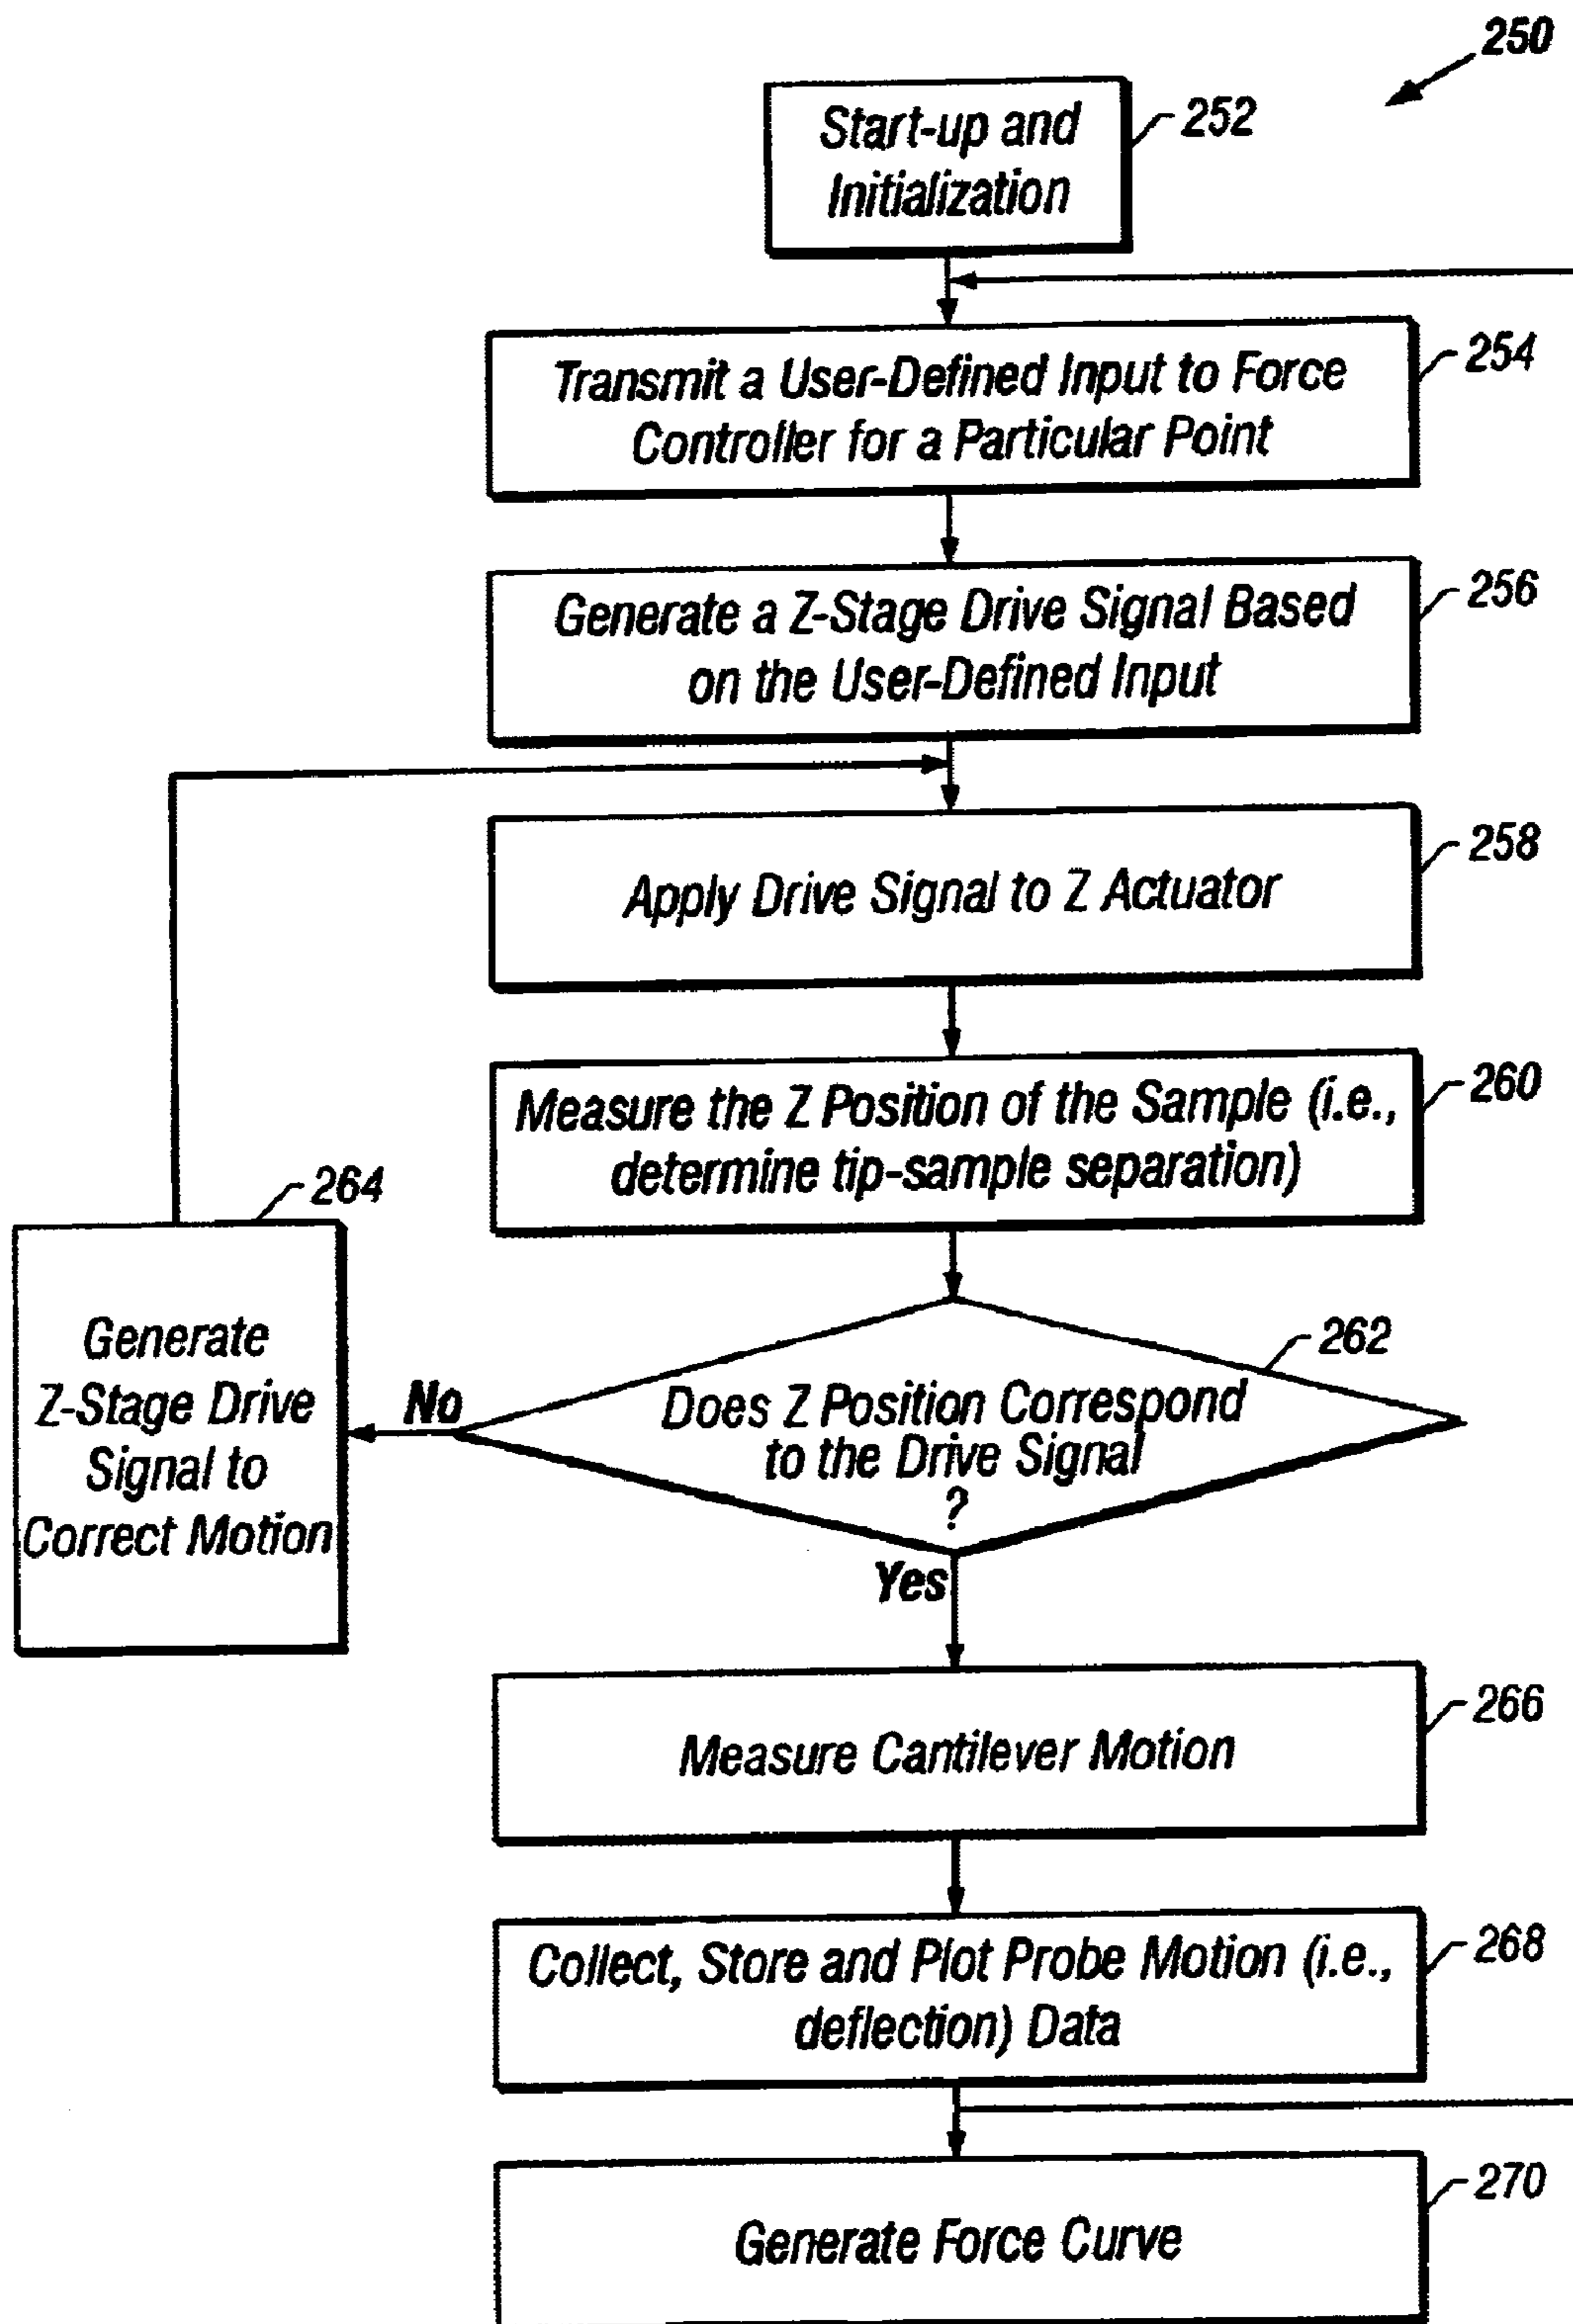 250
Start-up and
Initialization
252
Transmit a User-Defined Input to Force
Controller for a Particular Point
254
Generate a Z-Stage Drive Signal Based
on the User-Defined Input
256
Apply Drive Signal to Z Actuator
258
Measure the Z Position of the Sample (i.e.,
determine tip-sample separation)
260
264
Generate
Z-Stage Drive
Signal to
Correct Motion
No
262
Does Z Position Correspond
to the Drive Signal
?
Yes
Measure Cantilever Motion
266
Collect, Store and Plot Probe Motion (i.e.,
deflection) Data
268
Generate Force Curve
270